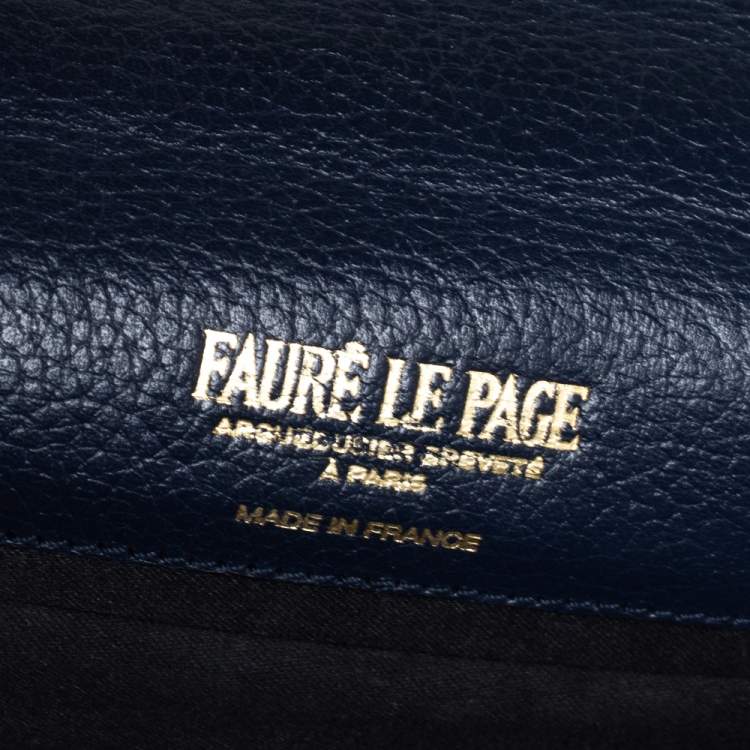 FAURÉ LE PAGE
ARQUEBUSIER BREVETÉ
À PARIS
MADE IN FRANCE